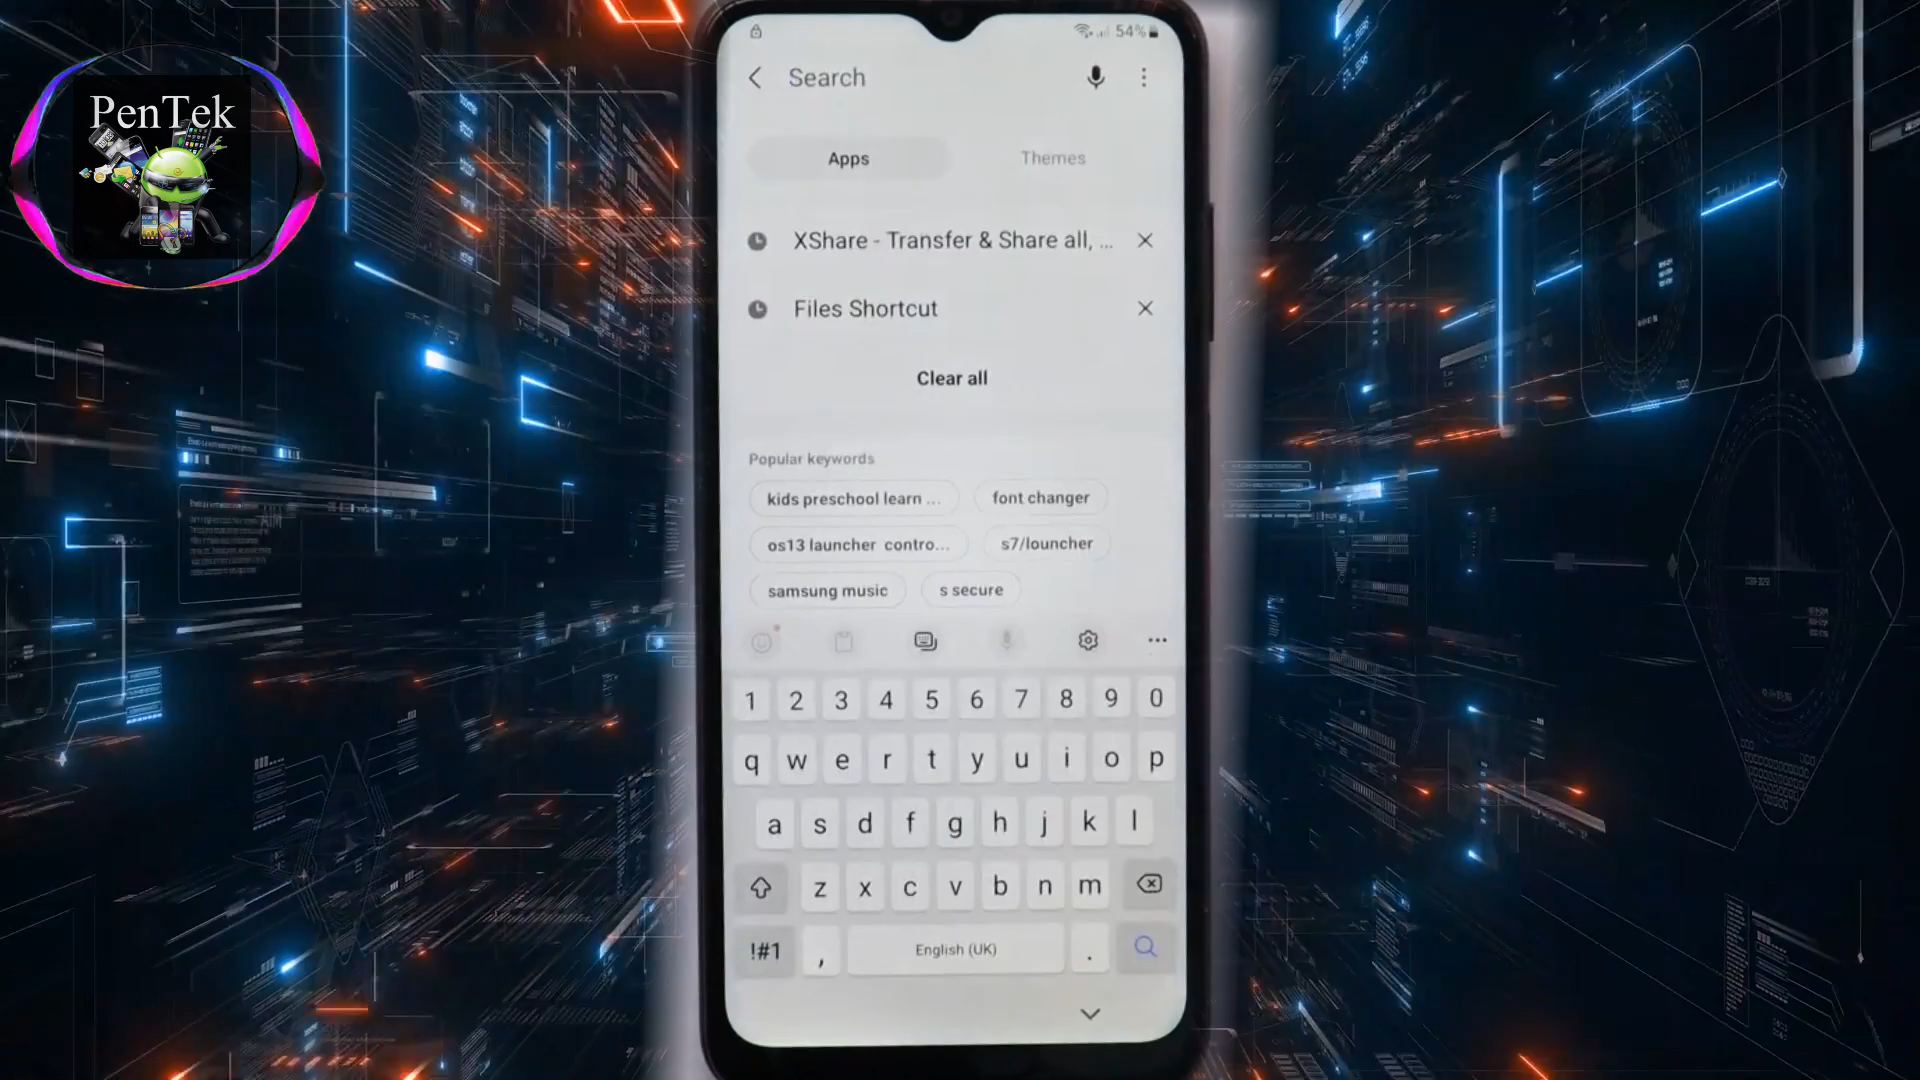 PenTek
54%
Search
Apps
Themes
XShare - Transfer & Share all, ...
Files Shortcut
Clear all
Popular keywords
kids preschool learn ...
font changer
os13 launcher contro...
s7/louncher
samsung music
s secure
1 2 3 4 5 6 7 8 9 0
q w e r t y u i o p
a s d f g h j k l
z x c v b n m
!#1 , English (UK) .